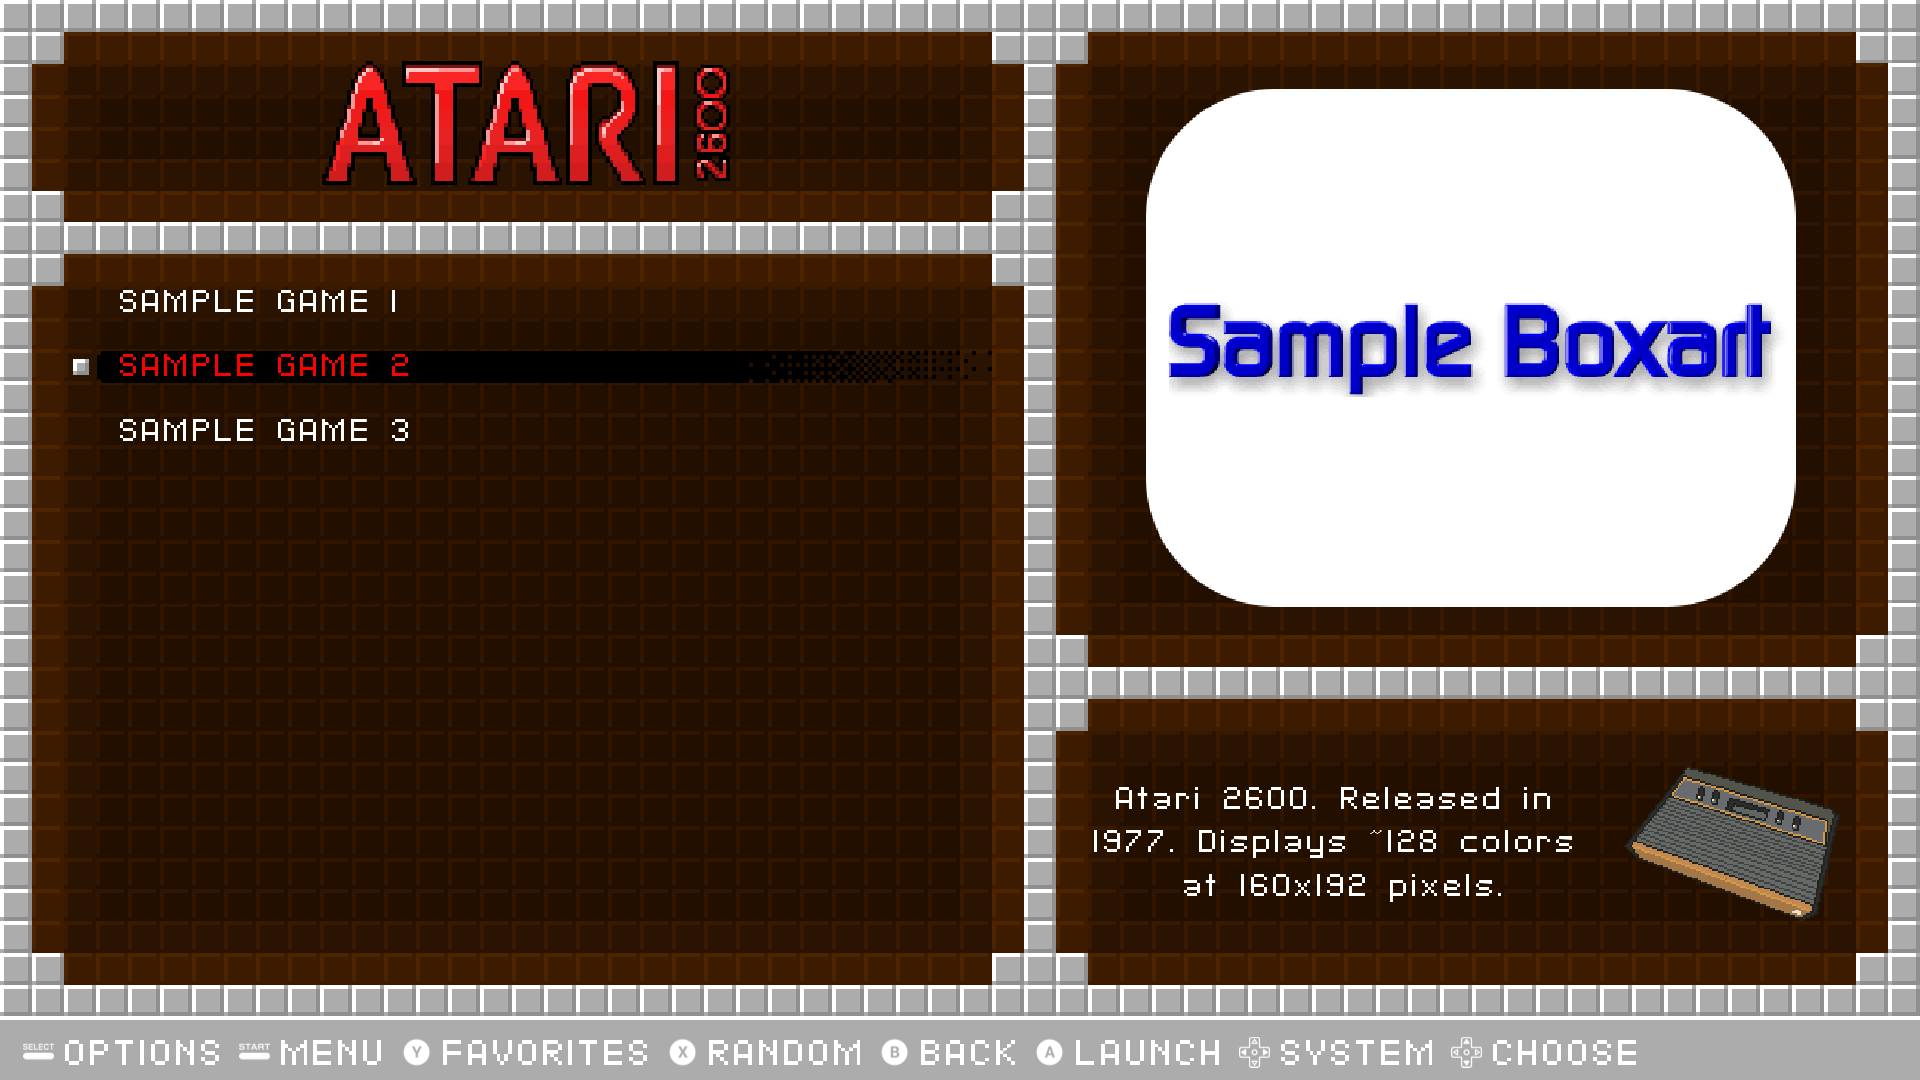 ATARI 2600
SAMPLE GAME 1
SAMPLE GAME 2
SAMPLE GAME 3
Sample Boxart
Atari 2600. Released in
1977. Displays ~128 colors
at 160x192 pixels.
SELECT OPTIONS START MENU Y FAVORITES X RANDOM B BACK A LAUNCH SYSTEM CHOOSE